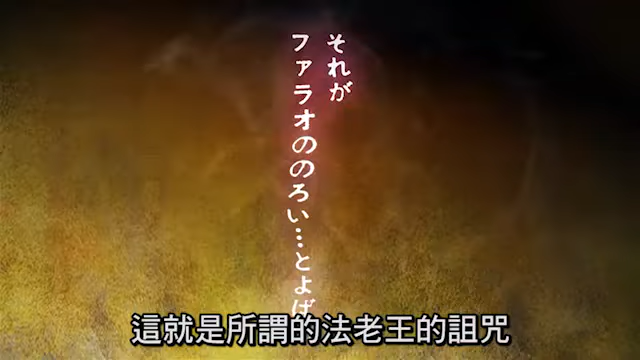 それが
ファラオののろい…とよば
這就是所謂的法老王的詛咒